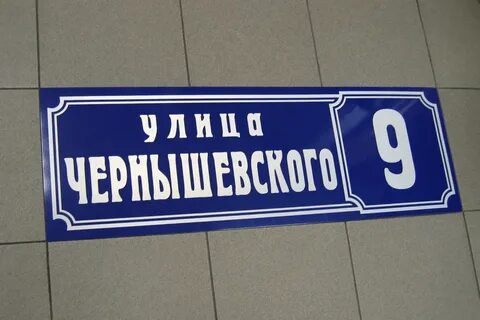 улица
Чернышевского
9